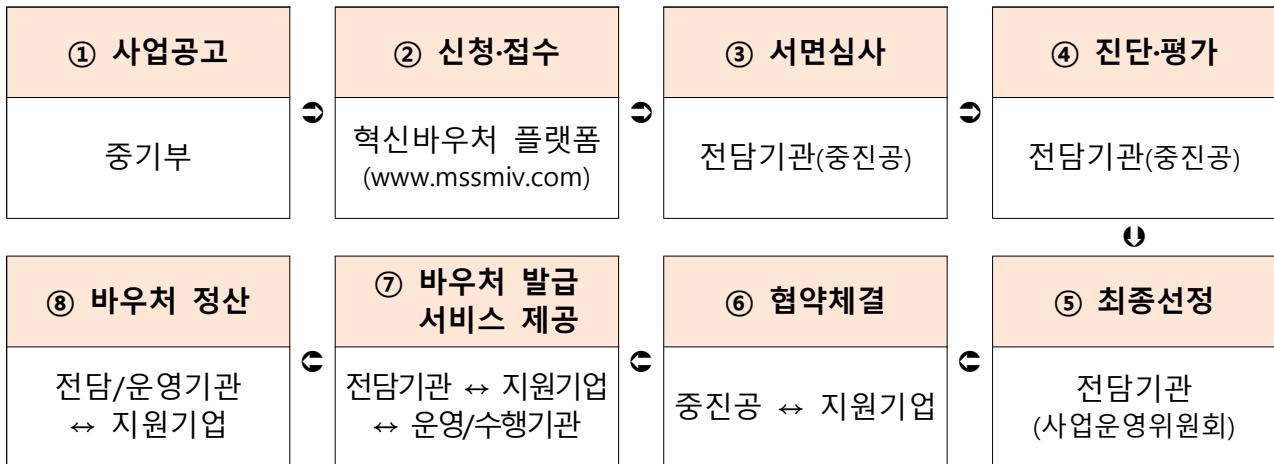 ① 사업공고
중기부
➲
② 신청·접수
혁신바우처 플랫폼
(www.mssmiv.com)
➲
③ 서면심사
전담기관(중진공)
➲
④ 진단·평가
전담기관(중진공)
⑤ 최종선정
전담기관
(사업운영위원회)
⑥ 협약체결
중진공 ↔ 지원기업
⑦ 바우처 발급
서비스 제공
전담기관 ↔ 지원기업
↔ 운영/수행기관
⑧ 바우처 정산
전담/운영기관
↔ 지원기업